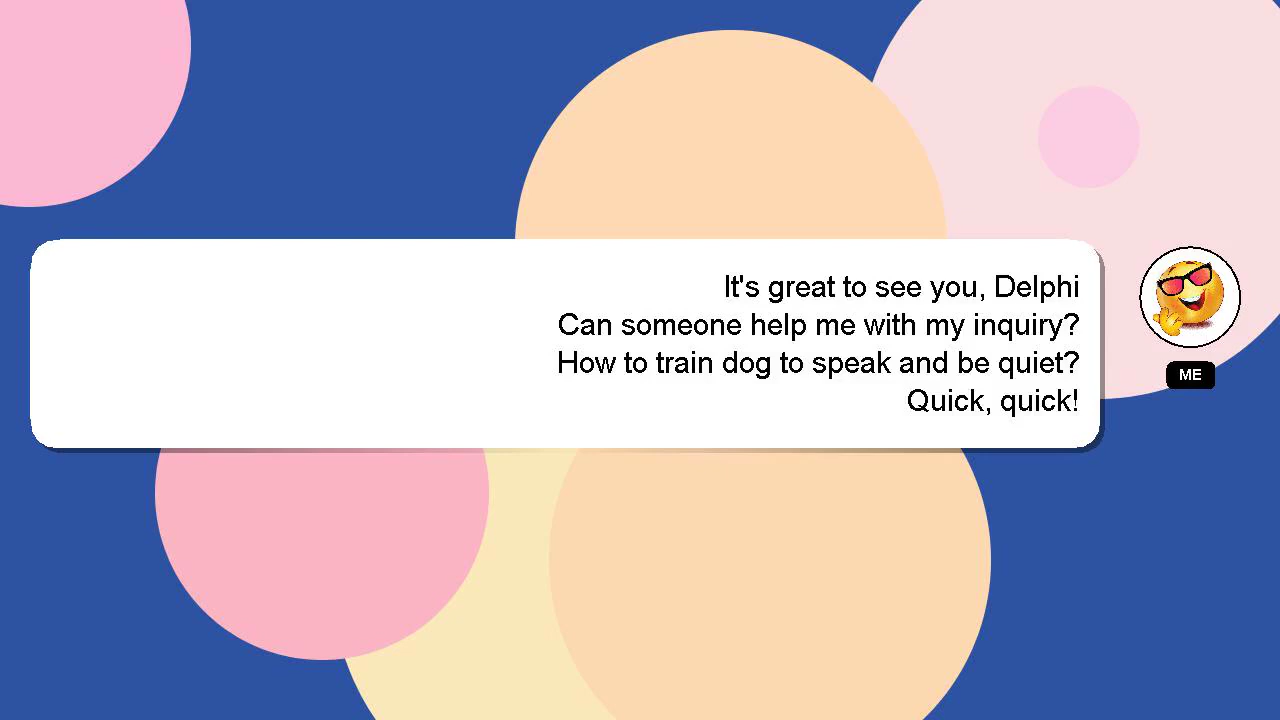 It's great to see you, Delphi
Can someone help me with my inquiry?
How to train dog to speak and be quiet?
Quick, quick!
ME